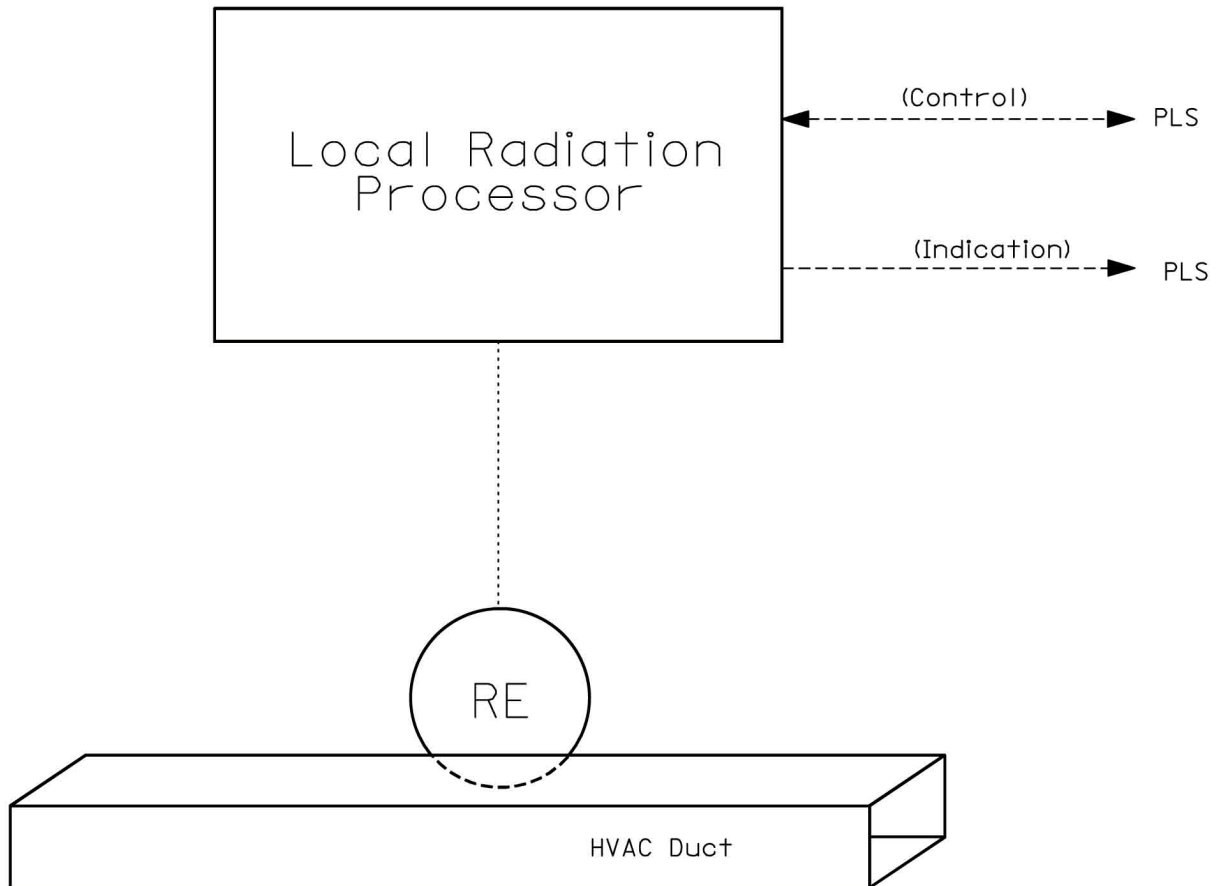 Local Radiation
Processor
(Control)
PLS
(Indication)
PLS
RE
HVAC Duct